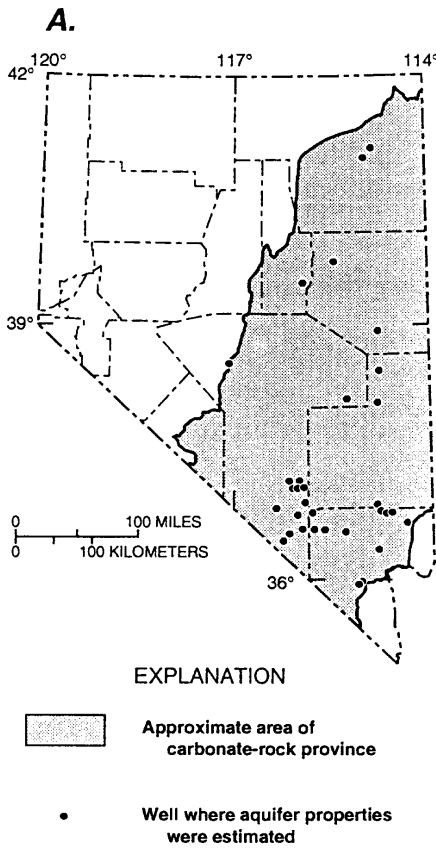 A.
120° 117° 114°
42°
39°
0 100 MILES
0 100 KILOMETERS
36°
EXPLANATION
Approximate area of
carbonate-rock province
Well where aquifer properties
were estimated